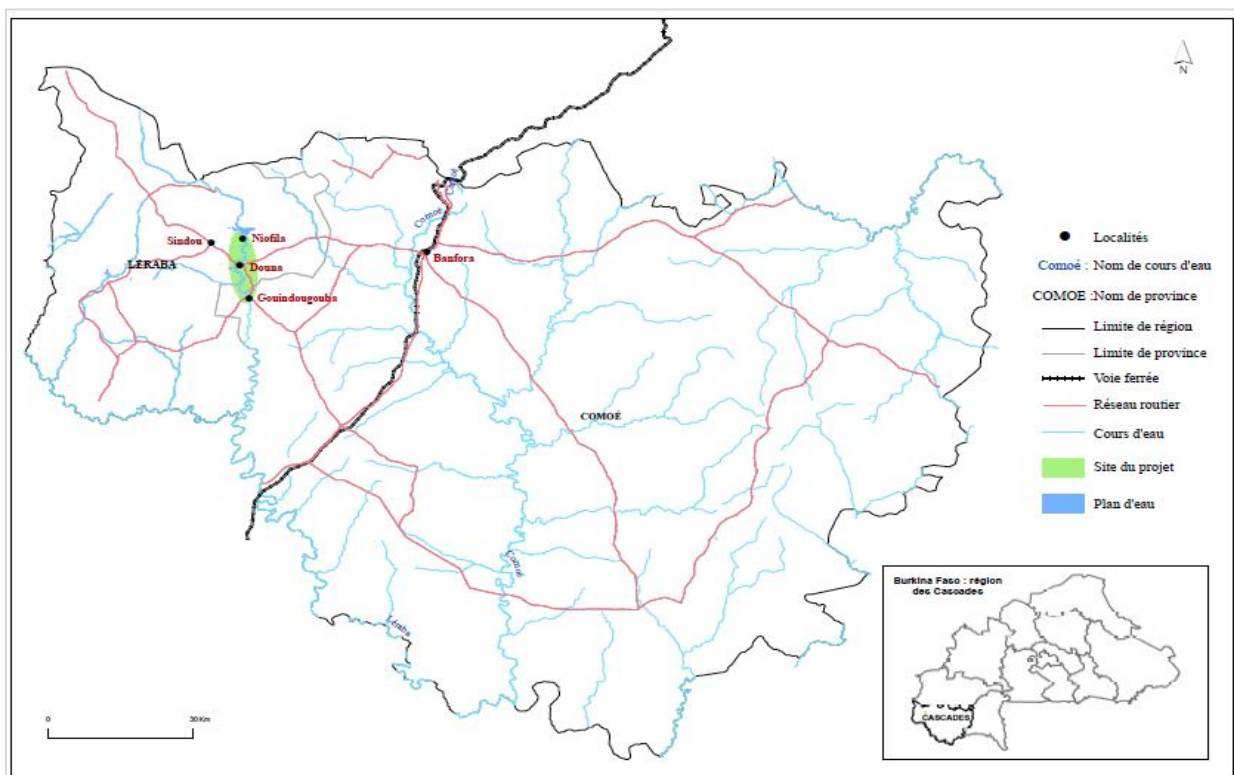 N
Comoé
Comoé
Sindou
Niofila
LÉRABA
Douna
Gouindougouba
Banfora
COMOÉ
Comoé
Léraba
Localités
Comoé : Nom de cours d'eau
COMOE :Nom de province
Limite de région
Limite de province
Voie ferrée
Réseau routier
Cours d'eau
Site du projet
Plan d'eau
Burkina Faso : région
des Cascades
CASCADES
0 30 Km